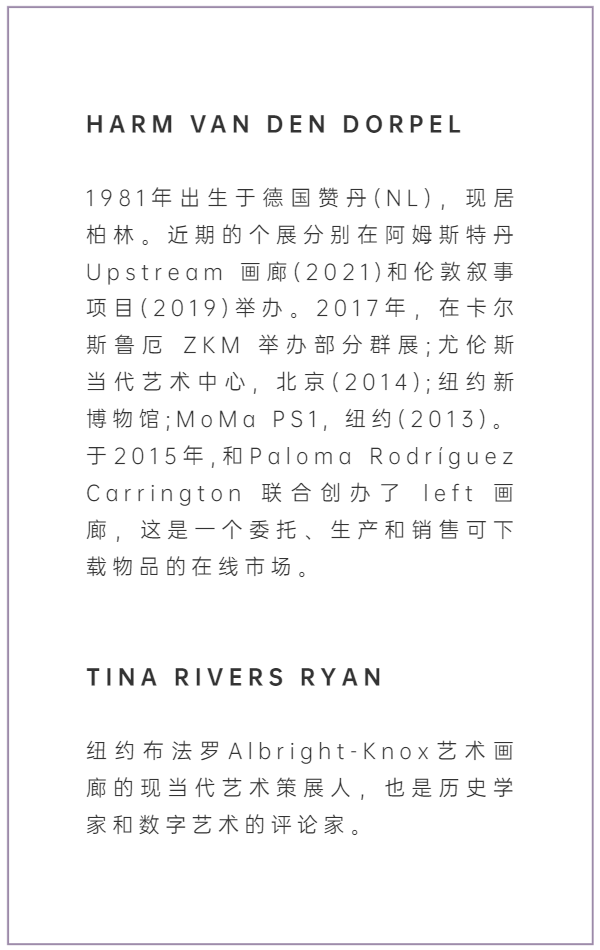 HARM VAN DEN DORPEL
1981年出生于德国赞丹(NL)，现居
柏林。近期的个展分别在阿姆斯特丹
Upstream 画廊(2021)和伦敦叙事
项目(2019)举办。2017年，在卡尔
斯鲁厄 ZKM 举办部分群展;尤伦斯
当代艺术中心，北京(2014);纽约新
博物馆;MoMa PS1，纽约(2013)。
于2015年,和Paloma Rodríguez
Carrington 联合创办了 left 画
廊，这是一个委托、生产和销售可下
载物品的在线市场。
TINA RIVERS RYAN
纽约布法罗Albright-Knox艺术画
廊的现当代艺术策展人，也是历史学
家和数字艺术的评论家。